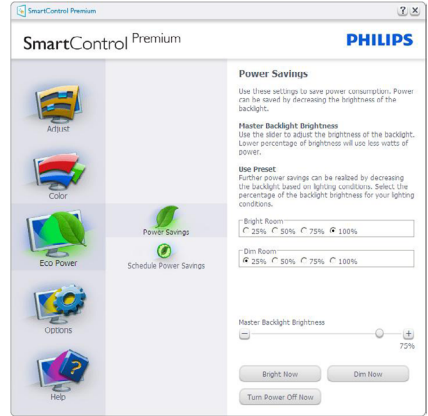 SmartControl Premium
SmartControl Premium
PHILIPS
Adjust
Color
Eco Power
Options
Help
Power Savings
Schedule Power Savings
Power Savings
Use these settings to save power consumption. Power
can be saved by decreasing the brightness of the
backlight.
Master Backlight Brightness
Use the slider to adjust the brightness of the backlight.
Lower percentage of brightness will use less watts of
power.
Use Preset
Further power savings can be realized by decreasing
the backlight based on lighting conditions. Select the
percentage of the backlight brightness for your lighting
conditions.
Bright Room
25% 50% 75% 100%
Dim Room
25% 50% 75% 100%
Master Backlight Brightness
75%
Bright Now Dim Now
Turn Power Off Now